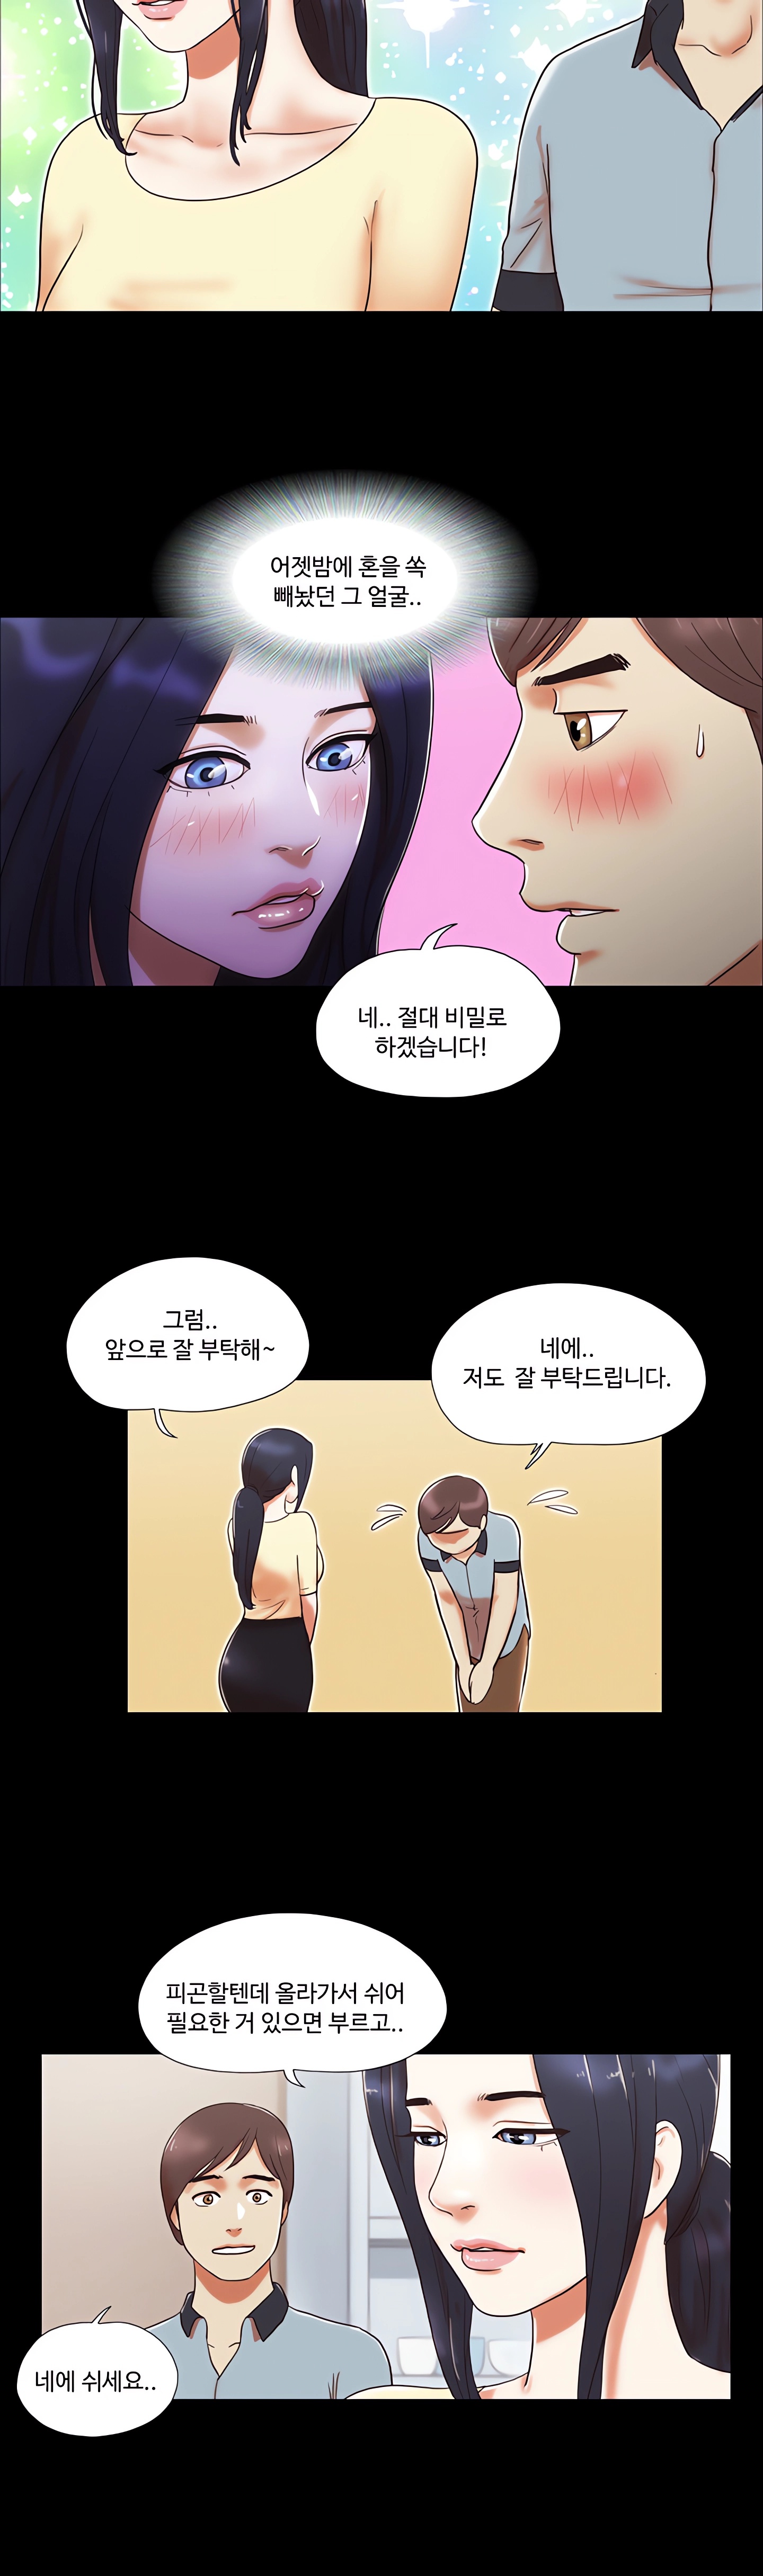 어젯밤에 혼을 쏙
빼놨던 그 얼굴..
네.. 절대 비밀로
하겠습니다!
그럼..
앞으로 잘 부탁해~
네에..
저도 잘 부탁드립니다.
피곤할텐데 올라가서 쉬어
필요한 거 있으면 부르고..
네에 쉬세요..